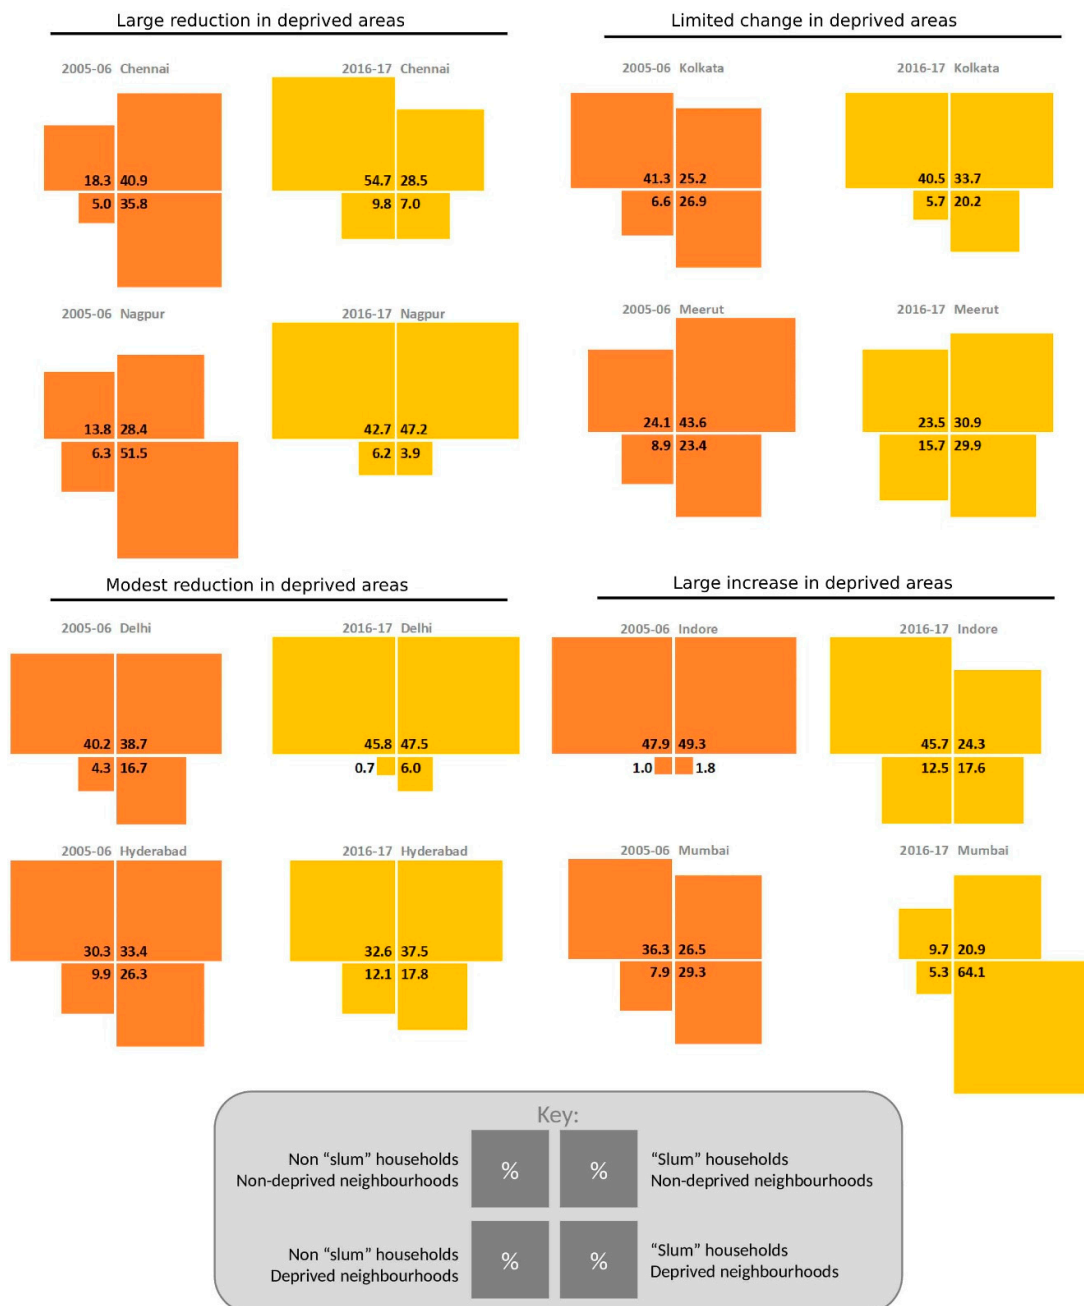 Large reduction in deprived areas
2005-06 Chennai
18.3 40.9
5.0 35.8
2016-17 Chennai
54.7 28.5
9.8 7.0
2005-06 Nagpur
13.8 28.4
6.3 51.5
2016-17 Nagpur
42.7 47.2
6.2 3.9
Limited change in deprived areas
2005-06 Kolkata
41.3 25.2
6.6 26.9
2016-17 Kolkata
40.5 33.7
5.7 20.2
2005-06 Meerut
24.1 43.6
8.9 23.4
2016-17 Meerut
23.5 30.9
15.7 29.9
Modest reduction in deprived areas
2005-06 Delhi
40.2 38.7
4.3 16.7
2016-17 Delhi
45.8 47.5
0.7 6.0
2005-06 Hyderabad
30.3 33.4
9.9 26.3
2016-17 Hyderabad
32.6 37.5
12.1 17.8
Large increase in deprived areas
2005-06 Indore
47.9 49.3
1.0 1.8
2016-17 Indore
45.7 24.3
12.5 17.6
2005-06 Mumbai
36.3 26.5
7.9 29.3
2016-17 Mumbai
9.7 20.9
5.3 64.1
Key:
Non “slum” households
Non-deprived neighbourhoods
% %
“Slum” households
Non-deprived neighbourhoods
Non “slum” households
Deprived neighbourhoods
% %
“Slum” households
Deprived neighbourhoods